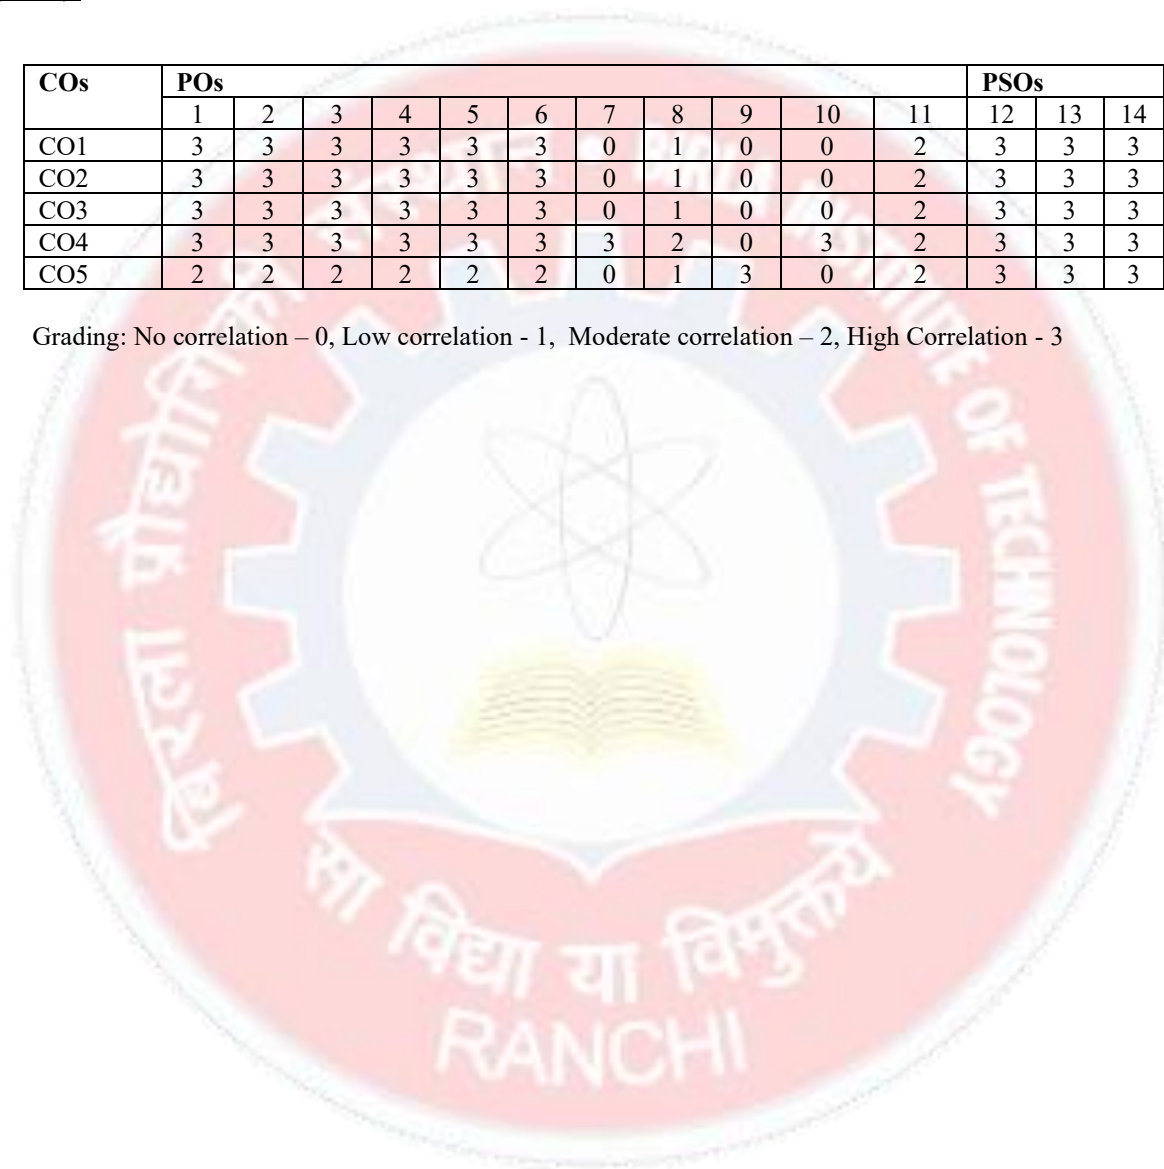 COs POs PSOs
1 2 3 4 5 6 7 8 9 10 11 12 13 14
CO1 3 3 3 3 3 3 0 1 0 0 2 3 3 3
CO2 3 3 3 3 3 3 0 1 0 0 2 3 3 3
CO3 3 3 3 3 3 3 0 1 0 0 2 3 3 3
CO4 3 3 3 3 3 3 3 2 0 3 2 3 3 3
CO5 2 2 2 2 2 2 0 1 3 0 2 3 3 3
Grading: No correlation – 0, Low correlation - 1, Moderate correlation – 2, High Correlation - 3
बिरला प्रौद्योगिकी संस्थान • BIRLA INSTITUTE OF TECHNOLOGY
सा विद्या या विमुक्तये
RANCHI